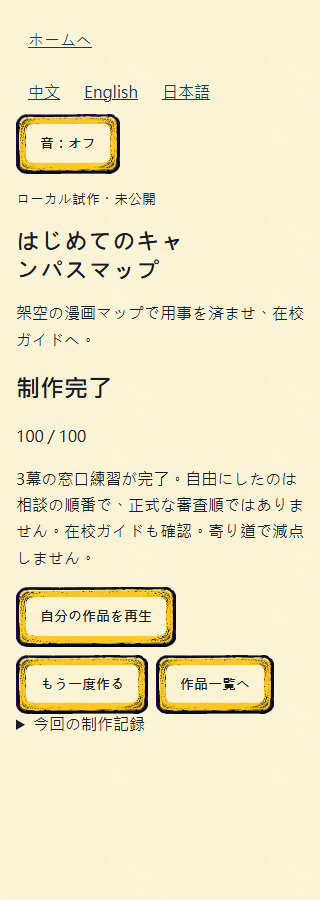 ホームへ
中文 English 日本語
音：オフ
ローカル試作・未公開
はじめてのキャ
ンパスマップ
架空の漫画マップで用事を済ませ、在校
ガイドへ。
制作完了
100 / 100
3幕の窓口練習が完了。自由にしたのは
相談の順番で、正式な審査順ではありま
せん。在校ガイドも確認。寄り道で減点
しません。
自分の作品を再生
もう一度作る 作品一覧へ
▶ 今回の制作記録